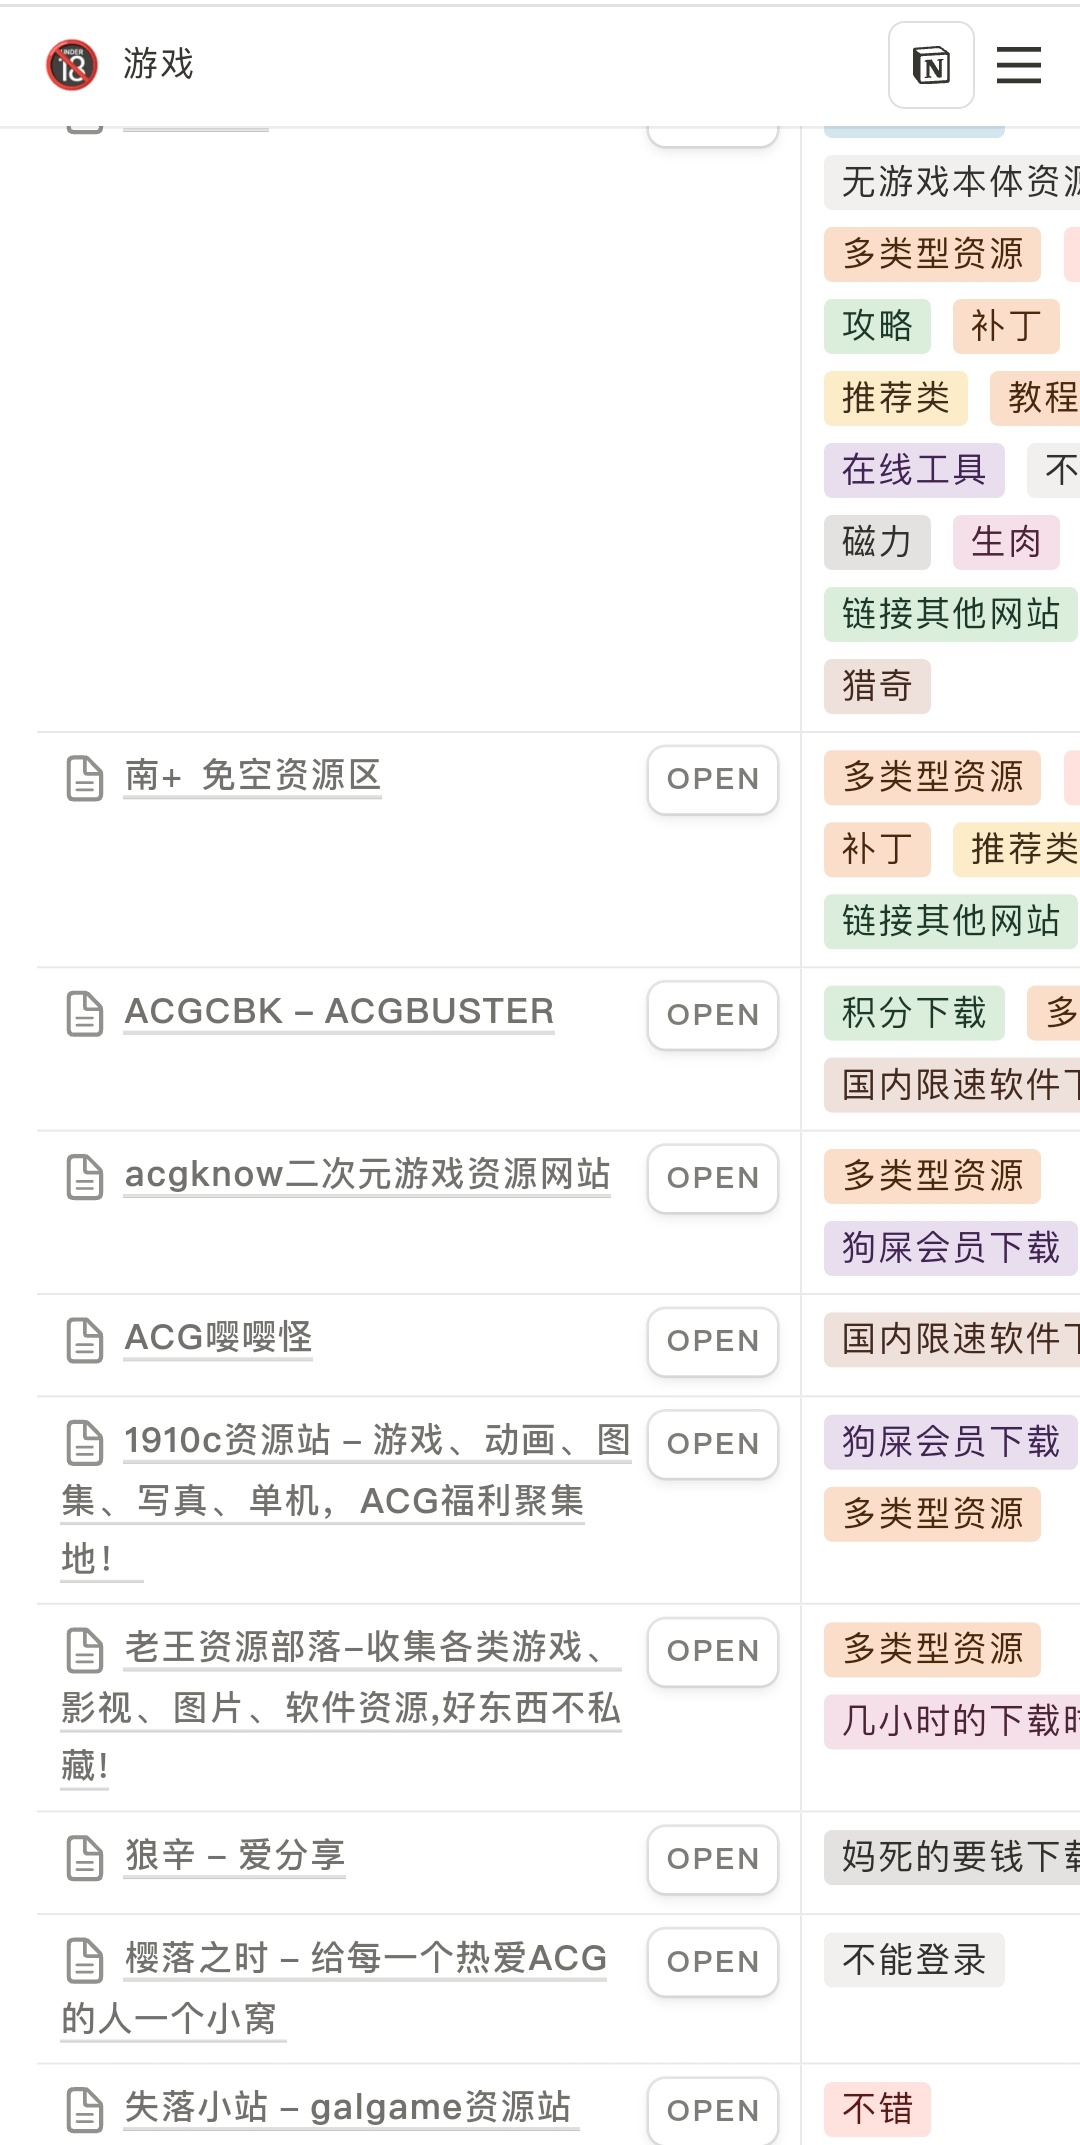 UNDER
18
游戏
N
无游戏本体资源
多类型资源
攻略 补丁
推荐类 教程
在线工具 不
磁力 生肉
链接其他网站
猎奇
南+ 免空资源区
OPEN
多类型资源
补丁 推荐类
链接其他网站
ACGCBK – ACGBUSTER
OPEN
积分下载 多
国内限速软件下
acgknow二次元游戏资源网站
OPEN
多类型资源
狗屎会员下载
ACG嘤嘤怪
OPEN
国内限速软件下
1910c资源站 – 游戏、动画、图
集、写真、单机，ACG福利聚集
地！
OPEN
狗屎会员下载
多类型资源
老王资源部落–收集各类游戏、
影视、图片、软件资源,好东西不私
藏!
OPEN
多类型资源
几小时的下载时
狼辛 – 爱分享
OPEN
妈死的要钱下载
樱落之时 – 给每一个热爱ACG
的人一个小窝
OPEN
不能登录
失落小站 – galgame资源站
OPEN
不错